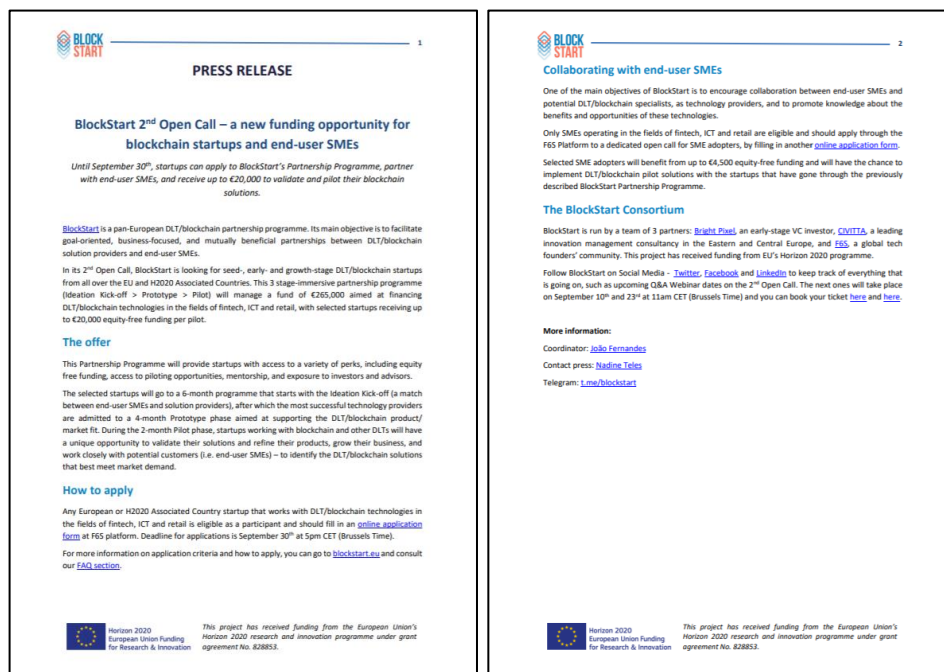 BLOCK
START
1
PRESS RELEASE
BlockStart 2nd Open Call – a new funding opportunity for
blockchain startups and end-user SMEs
Until September 30th, startups can apply to BlockStart's Partnership Programme, partner
with end-user SMEs, and receive up to €20,000 to validate and pilot their blockchain
solutions.
BlockStart is a pan-European DLT/blockchain partnership programme. Its main objective is to facilitate
goal-oriented, business-focused, and mutually beneficial partnerships between DLT/blockchain
solution providers and end-user SMEs.
In its 2nd Open Call, BlockStart is looking for seed-, early- and growth-stage DLT/blockchain startups
from all over the EU and H2020 Associated Countries. This 3 stage-immersive partnership programme
(Ideation Kick-off > Prototype > Pilot) will manage a fund of €265,000 aimed at financing
DLT/blockchain technologies in the fields of fintech, ICT and retail, with selected startups receiving up
to €20,000 equity-free funding per pilot.
The offer
This Partnership Programme will provide startups with access to a variety of perks, including equity
free funding, access to piloting opportunities, mentorship, and exposure to investors and advisors.
The selected startups will go to a 6-month programme that starts with the Ideation Kick-off (a match
between end-user SMEs and solution providers), after which the most successful technology providers
are admitted to a 4-month Prototype phase aimed at supporting the DLT/blockchain product/
market fit. During the 2-month Pilot phase, startups working with blockchain and other DLTs will have
a unique opportunity to validate their solutions and refine their products, grow their business, and
work closely with potential customers (i.e. end-user SMEs) – to identify the DLT/blockchain solutions
that best meet market demand.
How to apply
Any European or H2020 Associated Country startup that works with DLT/blockchain technologies in
the fields of fintech, ICT and retail is eligible as a participant and should fill in an online application
form at F6S platform. Deadline for applications is September 30th at 5pm CET (Brussels Time).
For more information on application criteria and how to apply, you can go to blockstart.eu and consult
our FAQ section.
Horizon 2020
European Union Funding
for Research & Innovation
This project has received funding from the European Union's
Horizon 2020 research and innovation programme under grant
agreement No. 828853.
BLOCK
START
2
Collaborating with end-user SMEs
One of the main objectives of BlockStart is to encourage collaboration between end-user SMEs and
potential DLT/blockchain specialists, as technology providers, and to promote knowledge about the
benefits and opportunities of these technologies.
Only SMEs operating in the fields of fintech, ICT and retail are eligible and should apply through the
F6S Platform to a dedicated open call for SME adopters, by filling in another online application form.
Selected SME adopters will benefit from up to €4,500 equity-free funding and will have the chance to
implement DLT/blockchain pilot solutions with the startups that have gone through the previously
described BlockStart Partnership Programme.
The BlockStart Consortium
BlockStart is run by a team of 3 partners: Bright Pixel, an early-stage VC investor, CIVITTA, a leading
innovation management consultancy in the Eastern and Central Europe, and F6S, a global tech
founders' community. This project has received funding from EU's Horizon 2020 programme.
Follow BlockStart on Social Media - Twitter, Facebook and LinkedIn to keep track of everything that
is going on, such as upcoming Q&A Webinar dates on the 2nd Open Call. The next ones will take place
on September 10th and 23rd at 11am CET (Brussels Time) and you can book your ticket here and here.
More information:
Coordinator: João Fernandes
Contact press: Nadine Teles
Telegram: t.me/blockstart
Horizon 2020
European Union Funding
for Research & Innovation
This project has received funding from the European Union's
Horizon 2020 research and innovation programme under grant
agreement No. 828853.